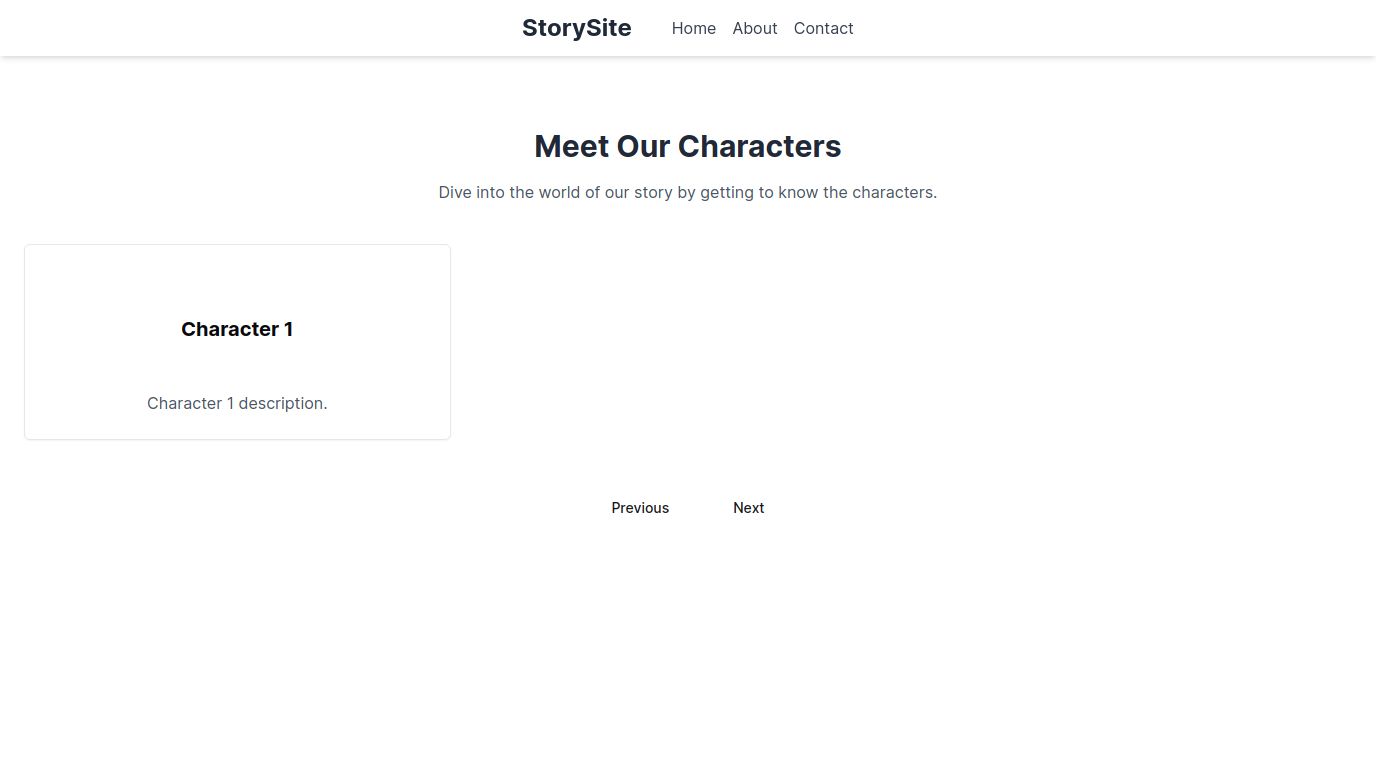 StorySite Home About Contact
Meet Our Characters
Dive into the world of our story by getting to know the characters.
Character 1
Character 1 description.
Previous Next